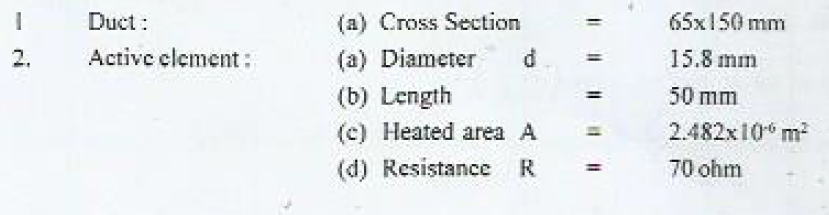 1 Duct : (a) Cross Section = 65x150 mm
2. Active element : (a) Diameter d = 15.8 mm
(b) Length = 50 mm
(c) Heated area A = 2.482x10⁻⁶ m²
(d) Resistance R = 70 ohm